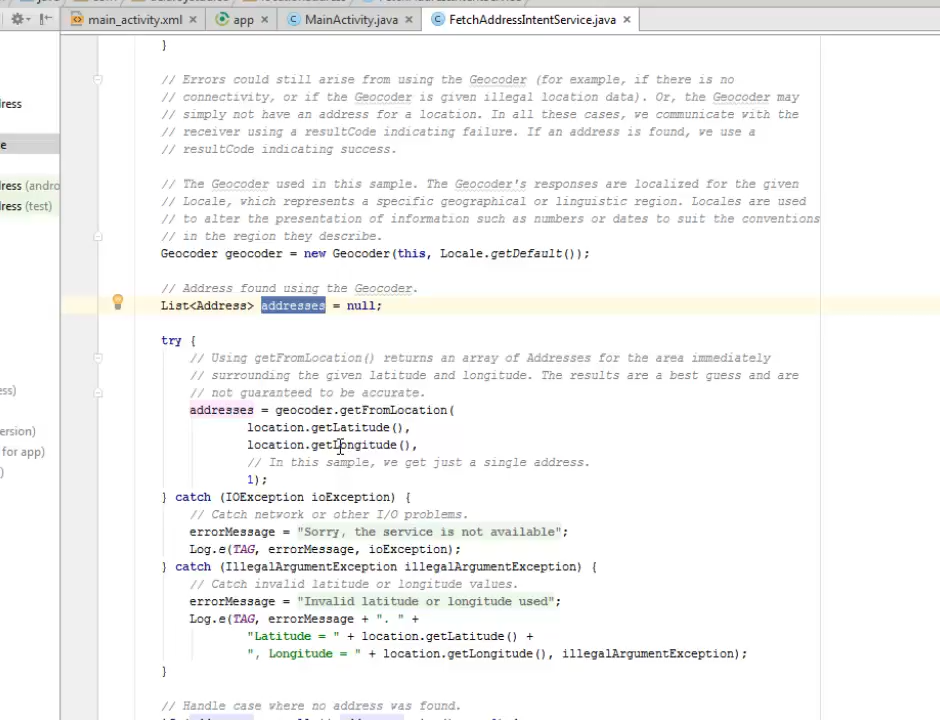 main_activity.xml app MainActivity.java FetchAddressIntentService.java
}
// Errors could still arise from using the Geocoder (for example, if there is no
// connectivity, or if the Geocoder is given illegal location data). Or, the Geocoder may
// simply not have an address for a location. In all these cases, we communicate with the
// receiver using a resultCode indicating failure. If an address is found, we use a
// resultCode indicating success.
// The Geocoder used in this sample. The Geocoder's responses are localized for the given
// Locale, which represents a specific geographical or linguistic region. Locales are used
// to alter the presentation of information such as numbers or dates to suit the conventions
// in the region they describe.
Geocoder geocoder = new Geocoder(this, Locale.getDefault());
// Address found using the Geocoder.
List<Address> addresses = null;
try {
// Using getFromLocation() returns an array of Addresses for the area immediately
// surrounding the given latitude and longitude. The results are a best guess and are
// not guaranteed to be accurate.
addresses = geocoder.getFromLocation(
location.getLatitude(),
location.getLongitude(),
// In this sample, we get just a single address.
1);
} catch (IOException ioException) {
// Catch network or other I/O problems.
errorMessage = "Sorry, the service is not available";
Log.e(TAG, errorMessage, ioException);
} catch (IllegalArgumentException illegalArgumentException) {
// Catch invalid latitude or longitude values.
errorMessage = "Invalid latitude or longitude used";
Log.e(TAG, errorMessage + ". " +
"Latitude = " + location.getLatitude() +
", Longitude = " + location.getLongitude(), illegalArgumentException);
}
// Handle case where no address was found.
ress
e
ress (andro
ress (test)
ss)
ersion)
for app)
)